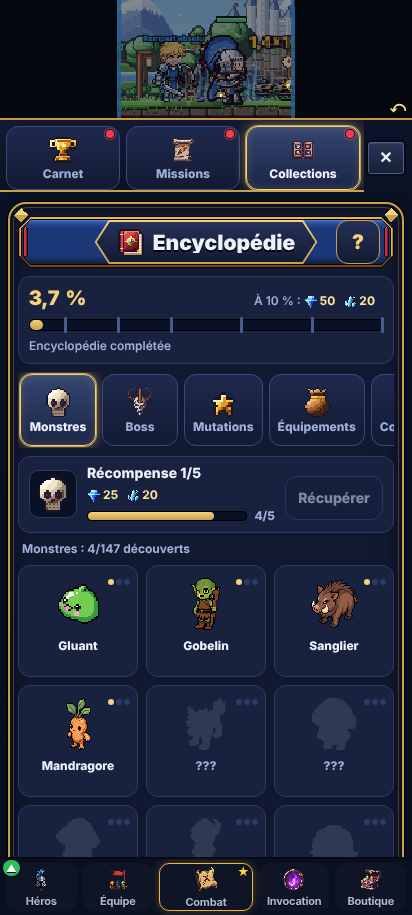 Carnet
Missions
Collections
×
Encyclopédie
?
3,7 %
À 10 % : 50 20
Encyclopédie complétée
Monstres
Boss
Mutations
Équipements
Co
Récompense 1/5
25 20
Récupérer
4/5
Monstres : 4/147 découverts
Gluant
Gobelin
Sanglier
Mandragore
???
???
Héros
Équipe
Combat
Invocation
Boutique